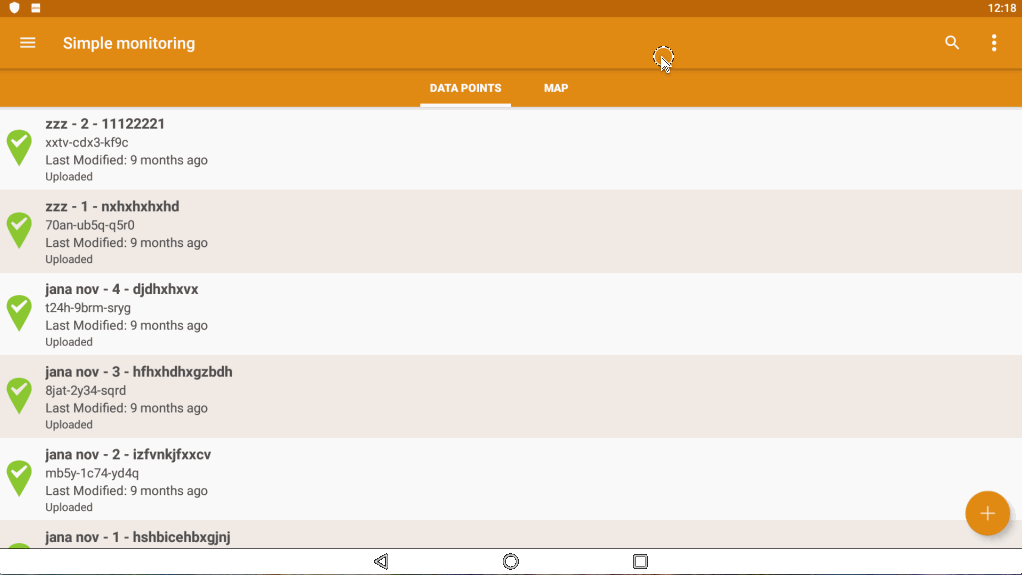 12:18
Simple monitoring
DATA POINTS
MAP
zzz - 2 - 11122221
xxtv-cdx3-kf9c
Last Modified: 9 months ago
Uploaded
zzz - 1 - nxhxhxhxhd
70an-ub5q-q5r0
Last Modified: 9 months ago
Uploaded
jana nov - 4 - djdhxhxvx
t24h-9brm-sryg
Last Modified: 9 months ago
Uploaded
jana nov - 3 - hfhxhdhxgzbdh
8jat-2y34-sqrd
Last Modified: 9 months ago
Uploaded
jana nov - 2 - izfvnkjfxxcv
mb5y-1c74-yd4q
Last Modified: 9 months ago
Uploaded
jana nov - 1 - hshbicehbxgjnj